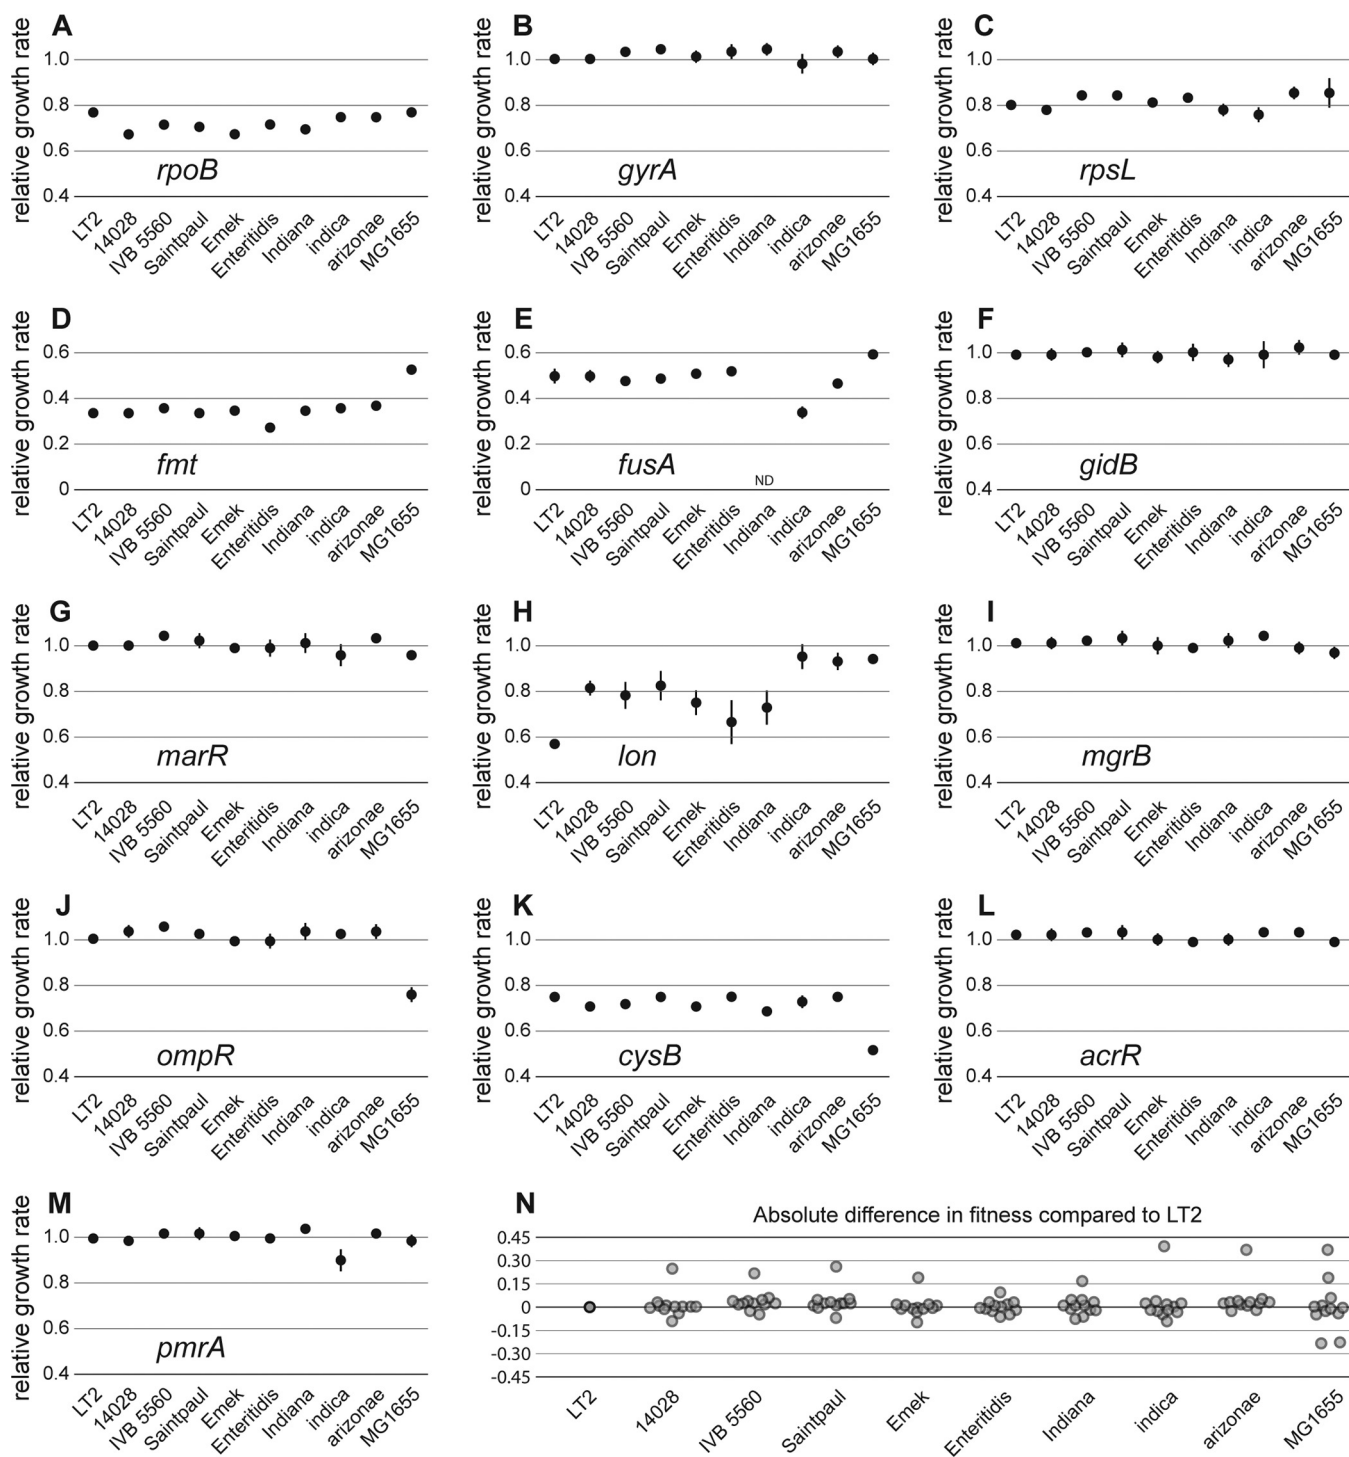 A
relative growth rate
1.0
0.8
0.6
0.4
rpoB
LT2
14028
IVB 5560
Saintpaul
Emek
Enteritidis
Indiana
indica
arizonae
MG1655
B
relative growth rate
1.0
0.8
0.6
0.4
gyrA
LT2
14028
IVB 5560
Saintpaul
Emek
Enteritidis
Indiana
indica
arizonae
MG1655
C
relative growth rate
1.0
0.8
0.6
0.4
rpsL
LT2
14028
IVB 5560
Saintpaul
Emek
Enteritidis
Indiana
indica
arizonae
MG1655
D
relative growth rate
0.6
0.4
0.2
0
fmt
LT2
14028
IVB 5560
Saintpaul
Emek
Enteritidis
Indiana
indica
arizonae
MG1655
E
relative growth rate
0.6
0.4
0.2
0
fusA
ND
LT2
14028
IVB 5560
Saintpaul
Emek
Enteritidis
Indiana
indica
arizonae
MG1655
F
relative growth rate
1.0
0.8
0.6
0.4
gidB
LT2
14028
IVB 5560
Saintpaul
Emek
Enteritidis
Indiana
indica
arizonae
MG1655
G
relative growth rate
1.0
0.8
0.6
0.4
marR
LT2
14028
IVB 5560
Saintpaul
Emek
Enteritidis
Indiana
indica
arizonae
MG1655
H
relative growth rate
1.0
0.8
0.6
0.4
lon
LT2
14028
IVB 5560
Saintpaul
Emek
Enteritidis
Indiana
indica
arizonae
MG1655
I
relative growth rate
1.0
0.8
0.6
0.4
mgrB
LT2
14028
IVB 5560
Saintpaul
Emek
Enteritidis
Indiana
indica
arizonae
MG1655
J
relative growth rate
1.0
0.8
0.6
0.4
ompR
LT2
14028
IVB 5560
Saintpaul
Emek
Enteritidis
Indiana
indica
arizonae
MG1655
K
relative growth rate
1.0
0.8
0.6
0.4
cysB
LT2
14028
IVB 5560
Saintpaul
Emek
Enteritidis
Indiana
indica
arizonae
MG1655
L
relative growth rate
1.0
0.8
0.6
0.4
acrR
LT2
14028
IVB 5560
Saintpaul
Emek
Enteritidis
Indiana
indica
arizonae
MG1655
M
relative growth rate
1.0
0.8
0.6
0.4
pmrA
LT2
14028
IVB 5560
Saintpaul
Emek
Enteritidis
Indiana
indica
arizonae
MG1655
N
Absolute difference in fitness compared to LT2
0.45
0.30
0.15
0
-0.15
-0.30
-0.45
LT2
14028
IVB 5560
Saintpaul
Emek
Enteritidis
Indiana
indica
arizonae
MG1655